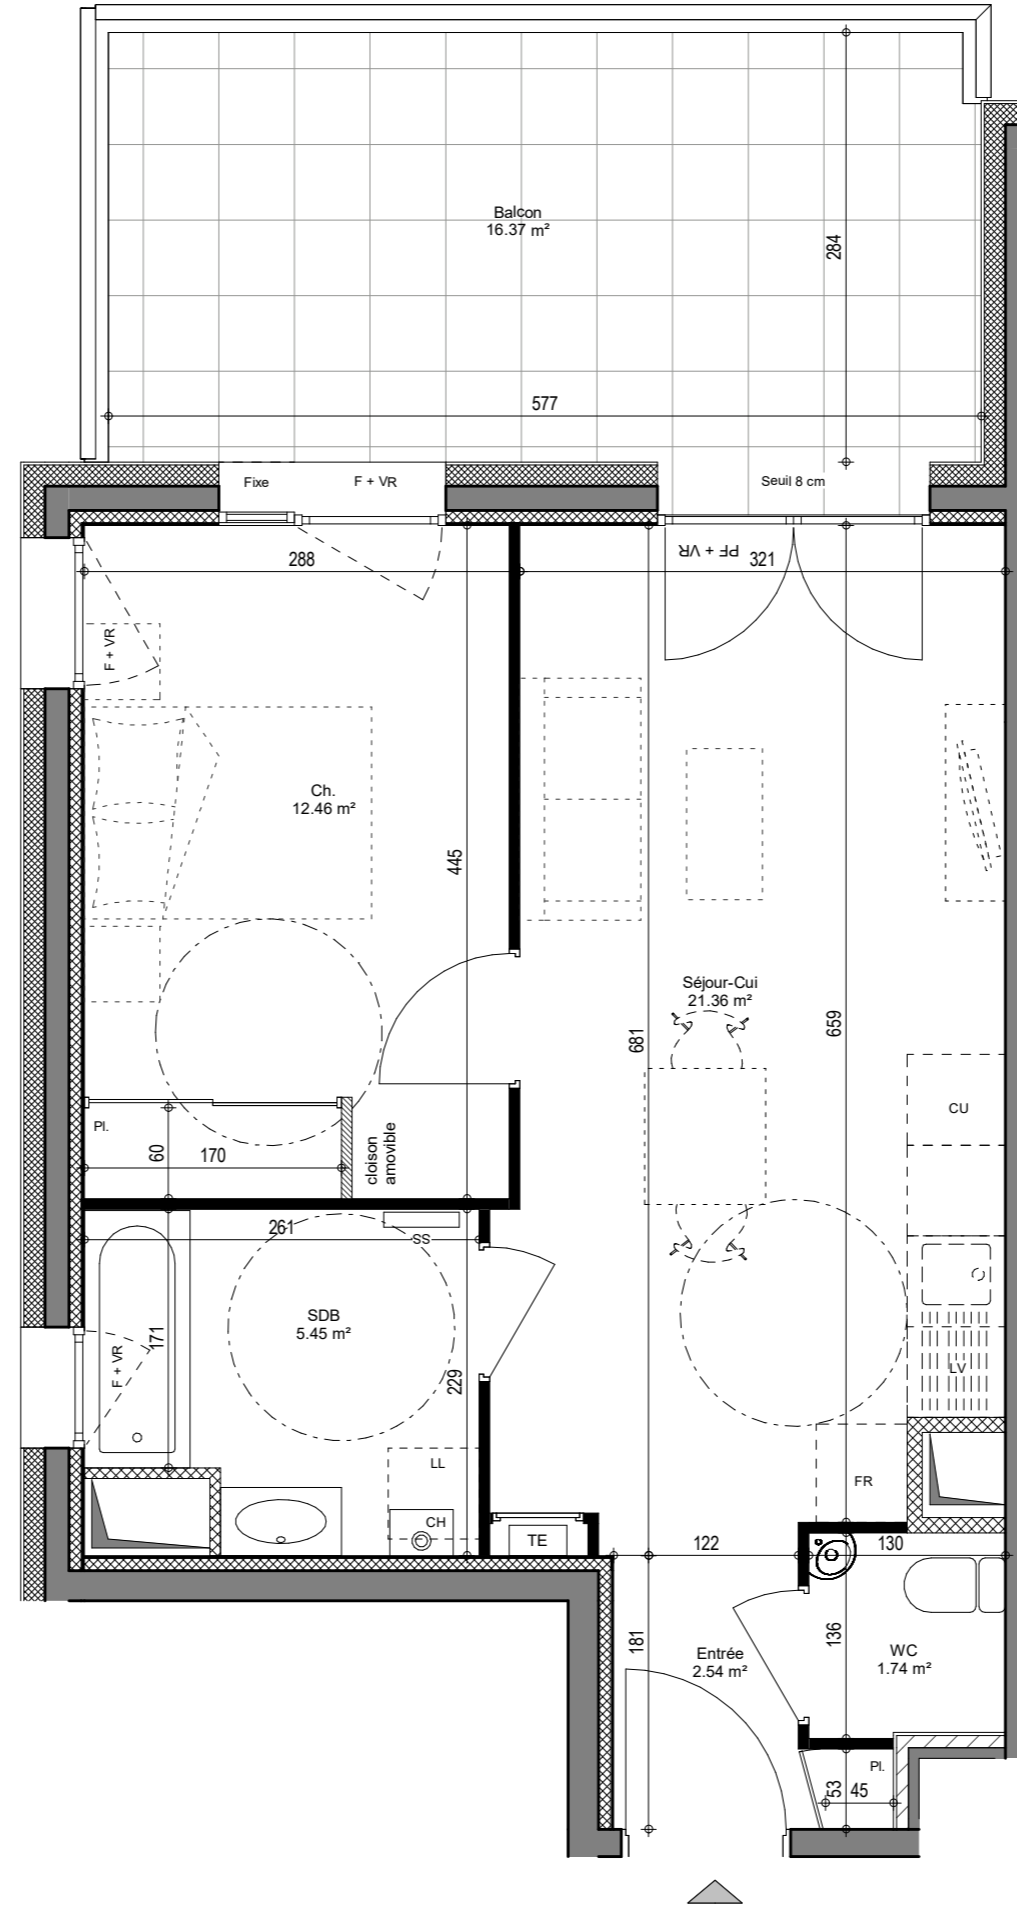 Balcon
16.37 m²
284
577
Fixe
F + VR
Seuil 8 cm
288
PF + VR
321
F + VR
Ch.
12.46 m²
445
Séjour-Cui
21.36 m²
681
659
CU
Pl.
60
170
cloison
amovible
261
SS
SDB
5.45 m²
171
F + VR
229
LV
LL
FR
CH
TE
122
130
181
136
Entrée
2.54 m²
WC
1.74 m²
Pl.
53
45